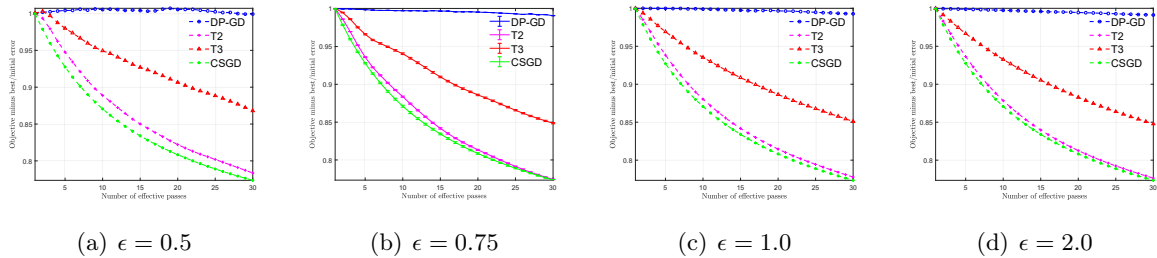 Objective minus best/initial error
1
0.95
0.9
0.85
0.8
5 10 15 20 25 30
Number of effective passes
DP-GD
T2
T3
CSGD
(a) ϵ = 0.5
Objective minus best/initial error
1
0.95
0.9
0.85
0.8
5 10 15 20 25 30
Number of effective passes
DP-GD
T2
T3
CSGD
(b) ϵ = 0.75
Objective minus best/initial error
1
0.95
0.9
0.85
0.8
5 10 15 20 25 30
Number of effective passes
DP-GD
T2
T3
CSGD
(c) ϵ = 1.0
Objective minus best/initial error
1
0.95
0.9
0.85
0.8
5 10 15 20 25 30
Number of effective passes
DP-GD
T2
T3
CSGD
(d) ϵ = 2.0